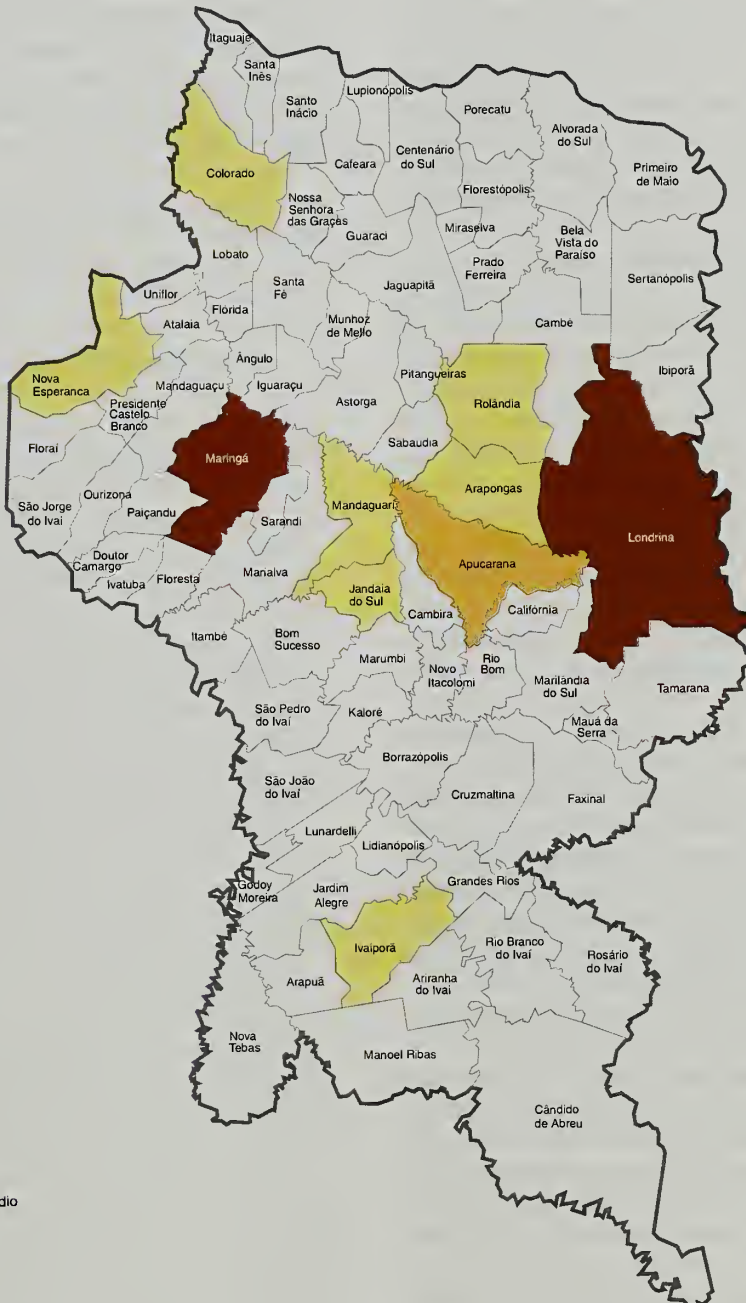 Itaguajé
Santa
Inês
Santo
Inácio
Lupionópolis
Porecatu
Alvorada
do Sul
Colorado
Cafeara
Centenário
do Sul
Primeiro
de Maio
Florestópolis
Nossa
Senhora
das Graças
Guaraci
Miraselva
Bela
Vista do
Paraíso
Lobato
Santa
Fé
Jaguapitã
Prado
Ferreira
Sertanópolis
Uniflor
Flórida
Munhoz
de Mello
Atalaia
Cambé
Nova
Esperanca
Ângulo
Mandaguaçu
Iguaraçu
Pitangueiras
Ibiporã
Presidente
Castelo
Branco
Astorga
Rolândia
Floraí
Sabaudia
Maringá
Ourizona
Arapongas
São Jorge
do Ivaí
Paiçandu
Sarandi
Mandaguari
Londrina
Doutor
Camargo
Ivatuba
Floresta
Marialva
Apucarana
Jandaia
do Sul
Cambira
Califórnia
Itambé
Bom
Sucesso
Marumbi
Novo
Itacolomi
Rio
Bom
Marilândia
do Sul
Tamarana
São Pedro
do Ivaí
Kaloré
Mauá da
Serra
Borrazópolis
São João
do Ivaí
Cruzmaltina
Faxinal
Lunardelli
Lidianópolis
Godoy
Moreira
Jardim
Alegre
Grandes Rios
Ivaiporã
Rio Branco
do Ivaí
Rosário
do Ivaí
Arapuã
Ariranha
do Ivaí
Nova
Tebas
Manoel Ribas
Cândido
de Abreu
dio